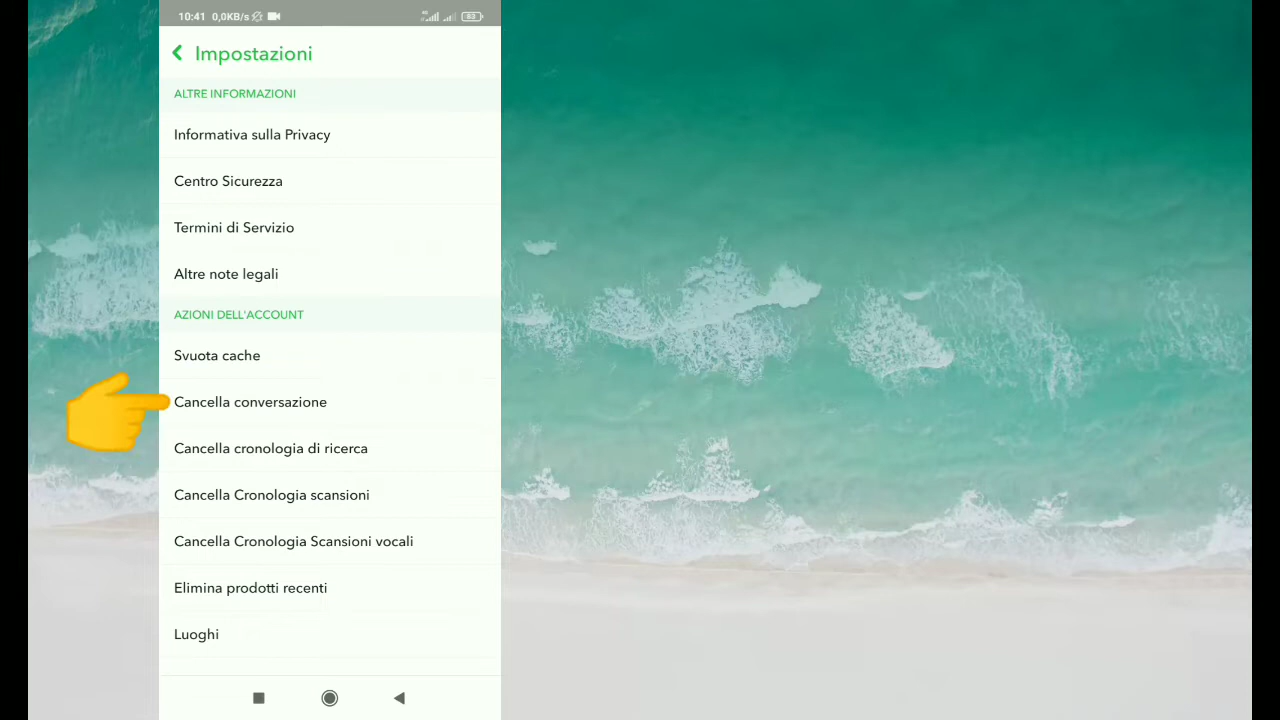 10:41 0,0KB/s
4G 83
Impostazioni
ALTRE INFORMAZIONI
Informativa sulla Privacy
Centro Sicurezza
Termini di Servizio
Altre note legali
AZIONI DELL'ACCOUNT
Svuota cache
Cancella conversazione
Cancella cronologia di ricerca
Cancella Cronologia scansioni
Cancella Cronologia Scansioni vocali
Elimina prodotti recenti
Luoghi